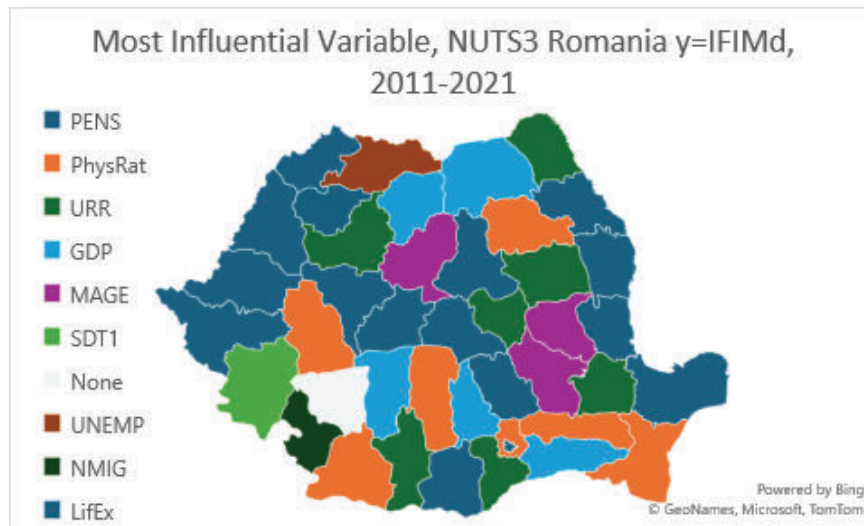 Most Influential Variable, NUTS3 Romania y=IFIMd,
2011-2021
PENS
PhysRat
URR
GDP
MAGE
SDT1
None
UNEMP
NMIG
LifEx
Powered by Bing
© GeoNames, Microsoft, TomTom